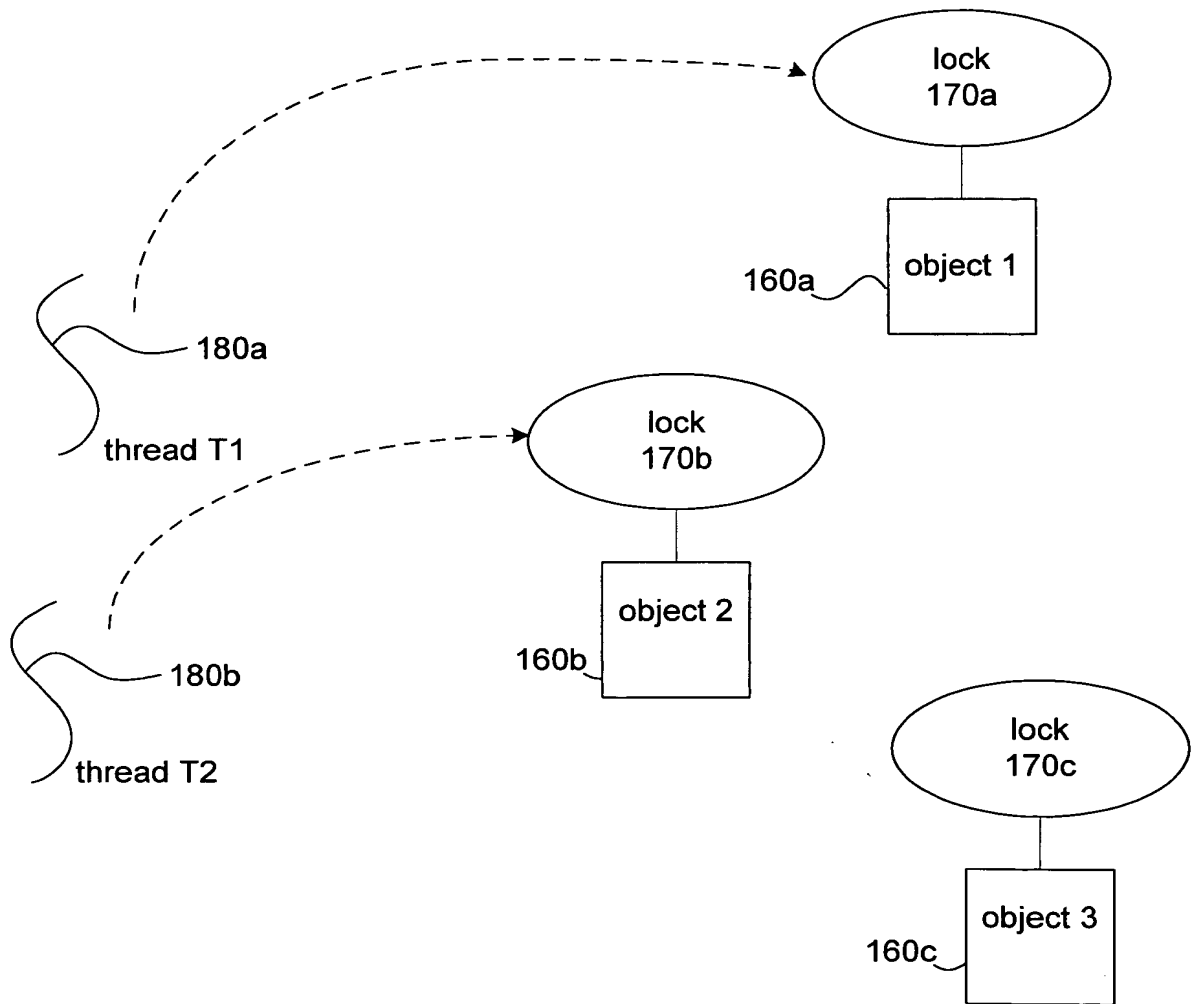 lock
170a
object 1
160a
180a
thread T1
lock
170b
object 2
160b
180b
thread T2
lock
170c
object 3
160c